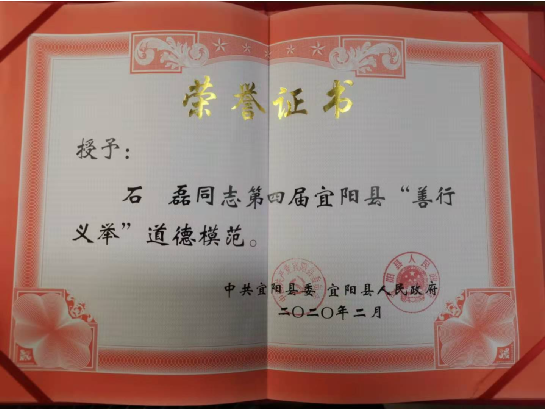 荣誉证书
授予：
石 磊同志第四届宜阳县“善行
义举”道德模范。
中共宜阳县委 宜阳县人民政府
二〇二〇年二月